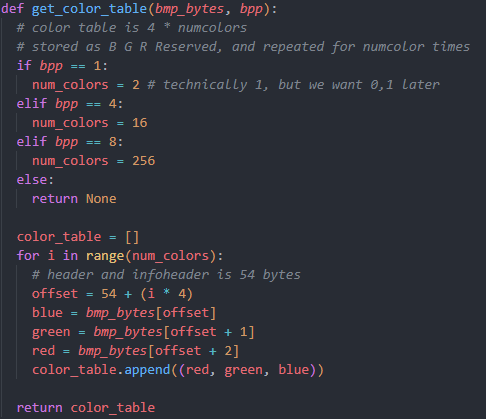 def get_color_table(bmp_bytes, bpp):
  # color table is 4 * numcolors
  # stored as B G R Reserved, and repeated for numcolor times
  if bpp == 1:
    num_colors = 2 # technically 1, but we want 0,1 later
  elif bpp == 4:
    num_colors = 16
  elif bpp == 8:
    num_colors = 256
  else:
    return None

  color_table = []
  for i in range(num_colors):
    # header and infoheader is 54 bytes
    offset = 54 + (i * 4)
    blue = bmp_bytes[offset]
    green = bmp_bytes[offset + 1]
    red = bmp_bytes[offset + 2]
    color_table.append((red, green, blue))

  return color_table